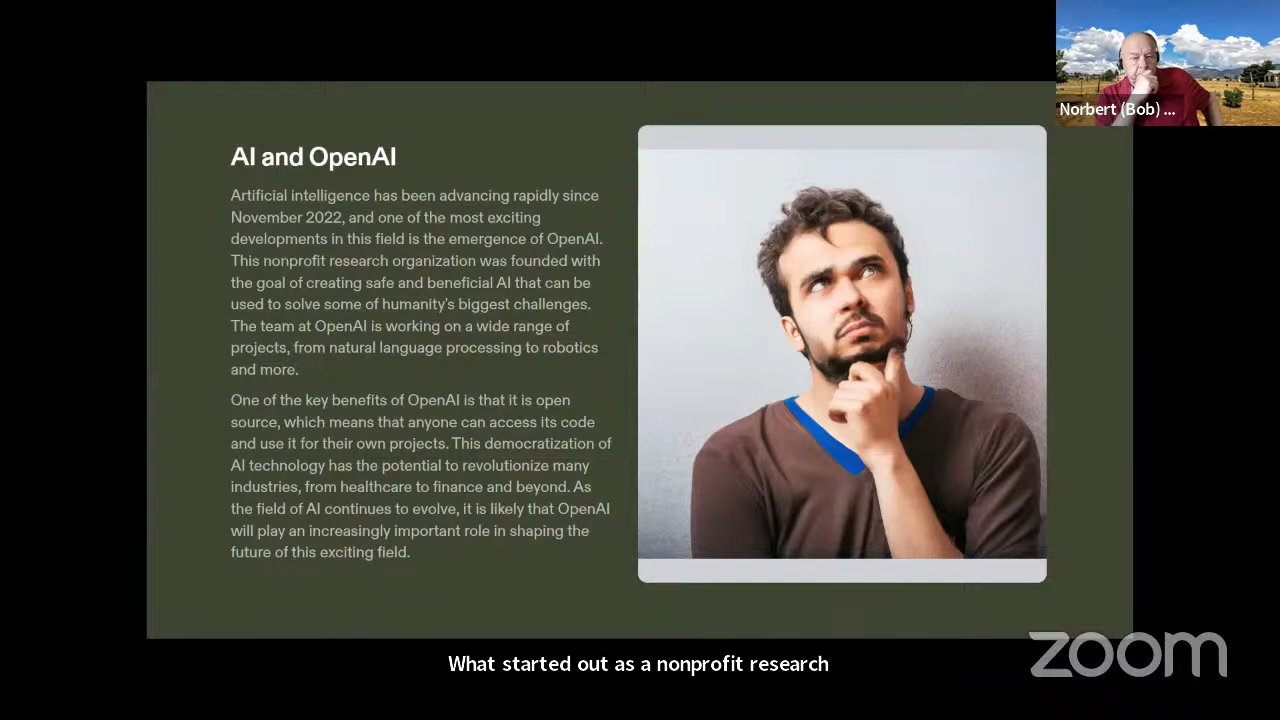 Norbert (Bob) ...
AI and OpenAI
Artificial intelligence has been advancing rapidly since
November 2022, and one of the most exciting
developments in this field is the emergence of OpenAI.
This nonprofit research organization was founded with
the goal of creating safe and beneficial AI that can be
used to solve some of humanity's biggest challenges.
The team at OpenAI is working on a wide range of
projects, from natural language processing to robotics
and more.
One of the key benefits of OpenAI is that it is open
source, which means that anyone can access its code
and use it for their own projects. This democratization of
AI technology has the potential to revolutionize many
industries, from healthcare to finance and beyond. As
the field of AI continues to evolve, it is likely that OpenAI
will play an increasingly important role in shaping the
future of this exciting field.
What started out as a nonprofit research
zoom